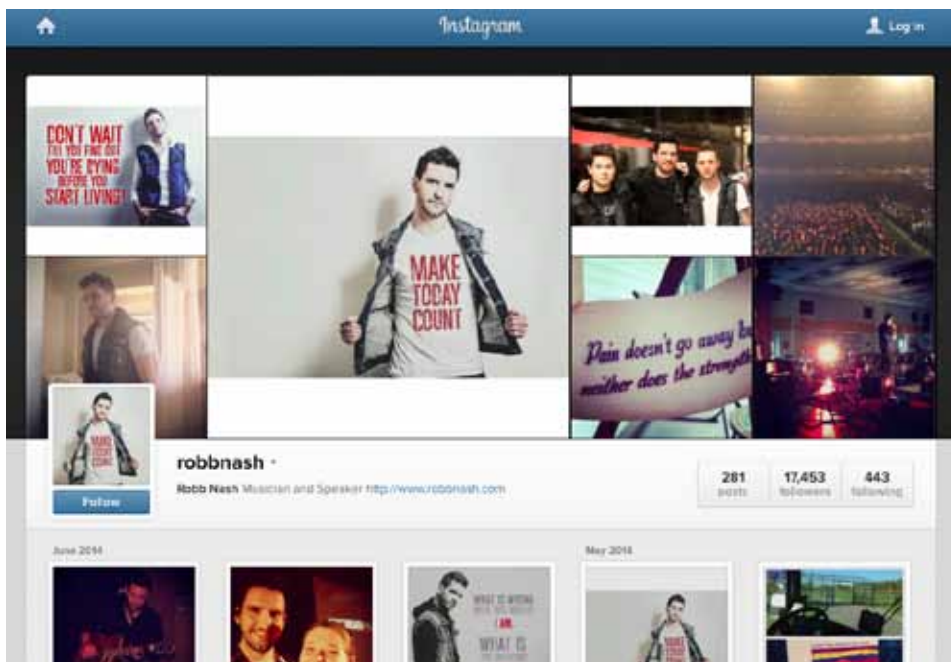 Instagram
Log in
DON'T WAIT
TILL YOU FIND OUT
YOU'RE DYING
BEFORE YOU
START LIVING!
MAKE
TODAY
COUNT
Pain doesn't go away
neither does the strength
MAKE
TODAY
COUNT
Follow
robbnash
Robb Nash Musician and Speaker http://www.robbnash.com
281
posts
17,453
followers
443
following
June 2014
May 2014
WHAT IS WRONG
I AM.
WHAT IS
MAKE
TODAY